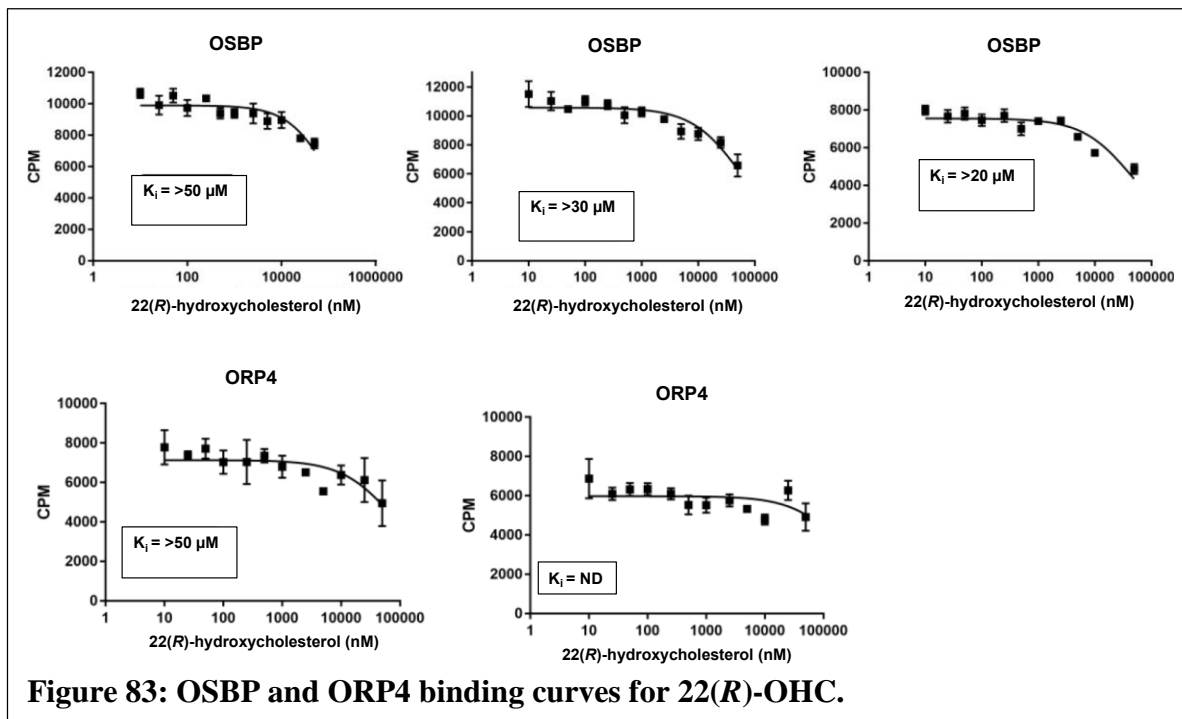 OSBP
12000
10000
8000
6000
4000
2000
0
CPM
Kᵢ = >50 µM
1 100 10000 1000000
22(R)-hydroxycholesterol (nM)
OSBP
12000
10000
8000
6000
4000
2000
0
CPM
Kᵢ = >30 µM
1 10 100 1000 10000 100000
22(R)-hydroxycholesterol (nM)
OSBP
10000
8000
6000
4000
2000
0
CPM
Kᵢ = >20 µM
1 10 100 1000 10000 100000
22(R)-hydroxycholesterol (nM)
ORP4
10000
8000
6000
4000
2000
0
CPM
Kᵢ = >50 µM
1 10 100 1000 10000 100000
22(R)-hydroxycholesterol (nM)
ORP4
10000
8000
6000
4000
2000
0
CPM
Kᵢ = ND
1 10 100 1000 10000 100000
22(R)-hydroxycholesterol (nM)
Figure 83: OSBP and ORP4 binding curves for 22(R)-OHC.